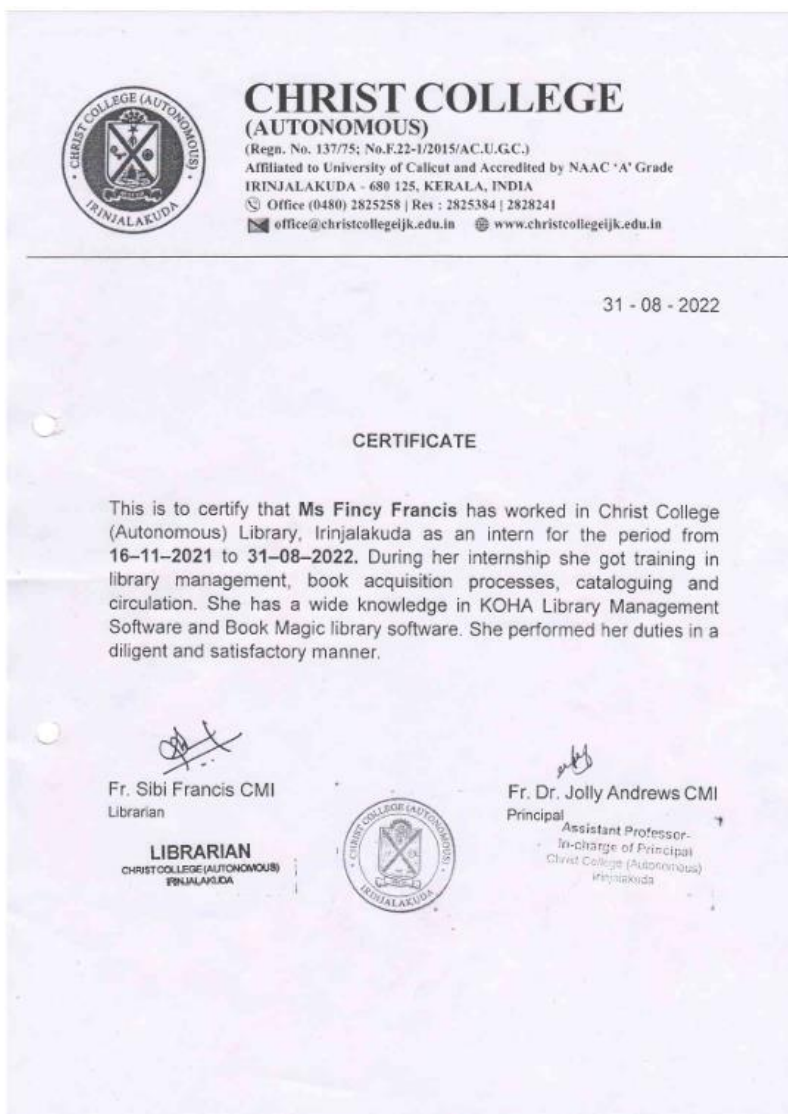 CHRIST COLLEGE (AUTONOMOUS)
IRINJALAKUDA
CHRIST COLLEGE
(AUTONOMOUS)
(Regn. No. 137/75; No.F.22-1/2015/AC.U.G.C.)
Affiliated to University of Calicut and Accredited by NAAC 'A' Grade
IRINJALAKUDA - 680 125, KERALA, INDIA
Office (0480) 2825258 | Res : 2825384 | 2828241
office@christcollegeijk.edu.in www.christcollegeijk.edu.in
31 - 08 - 2022
CERTIFICATE
This is to certify that Ms Fincy Francis has worked in Christ College
(Autonomous) Library, Irinjalakuda as an intern for the period from
16–11–2021 to 31–08–2022. During her internship she got training in
library management, book acquisition processes, cataloguing and
circulation. She has a wide knowledge in KOHA Library Management
Software and Book Magic library software. She performed her duties in a
diligent and satisfactory manner.
Fr. Sibi Francis CMI
Librarian
LIBRARIAN
CHRIST COLLEGE (AUTONOMOUS)
IRINJALAKUDA
CHRIST COLLEGE (AUTONOMOUS)
IRINJALAKUDA
Fr. Dr. Jolly Andrews CMI
Principal
Assistant Professor-
In-charge of Principal
Christ College (Autonomous)
Irinjalakuda